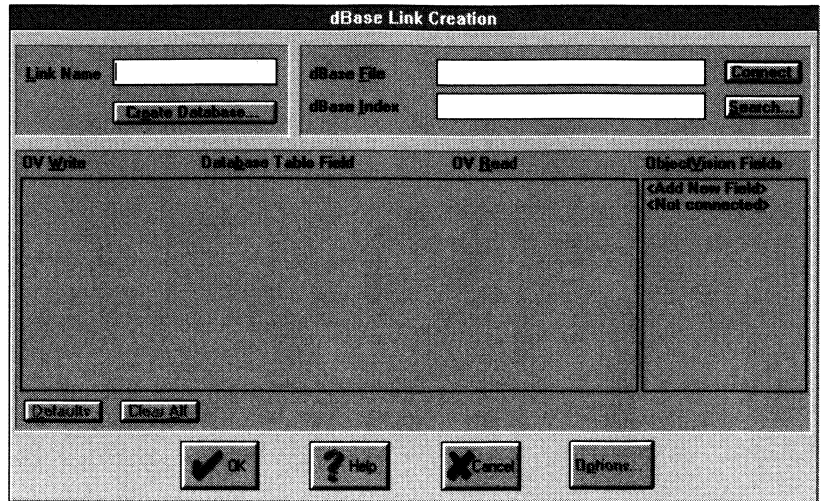 dBase Link Creation
Link Name
Create Database...
dBase File
Connect
dBase Index
Search...
OV Write
Database Table Field
OV Read
ObjectVision Fields
<Add New Field>
<Not connected>
Defaults
Clear All
OK
Help
Cancel
Options...